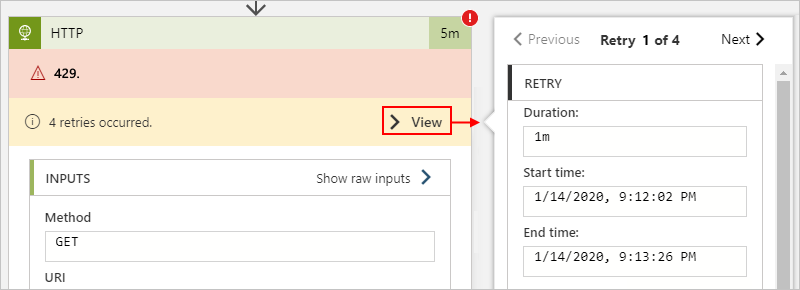 HTTP
5m
429.
4 retries occurred.
View
INPUTS
Show raw inputs
Method
GET
URI
Previous
Retry 1 of 4
Next
RETRY
Duration:
1m
Start time:
1/14/2020, 9:12:02 PM
End time:
1/14/2020, 9:13:26 PM